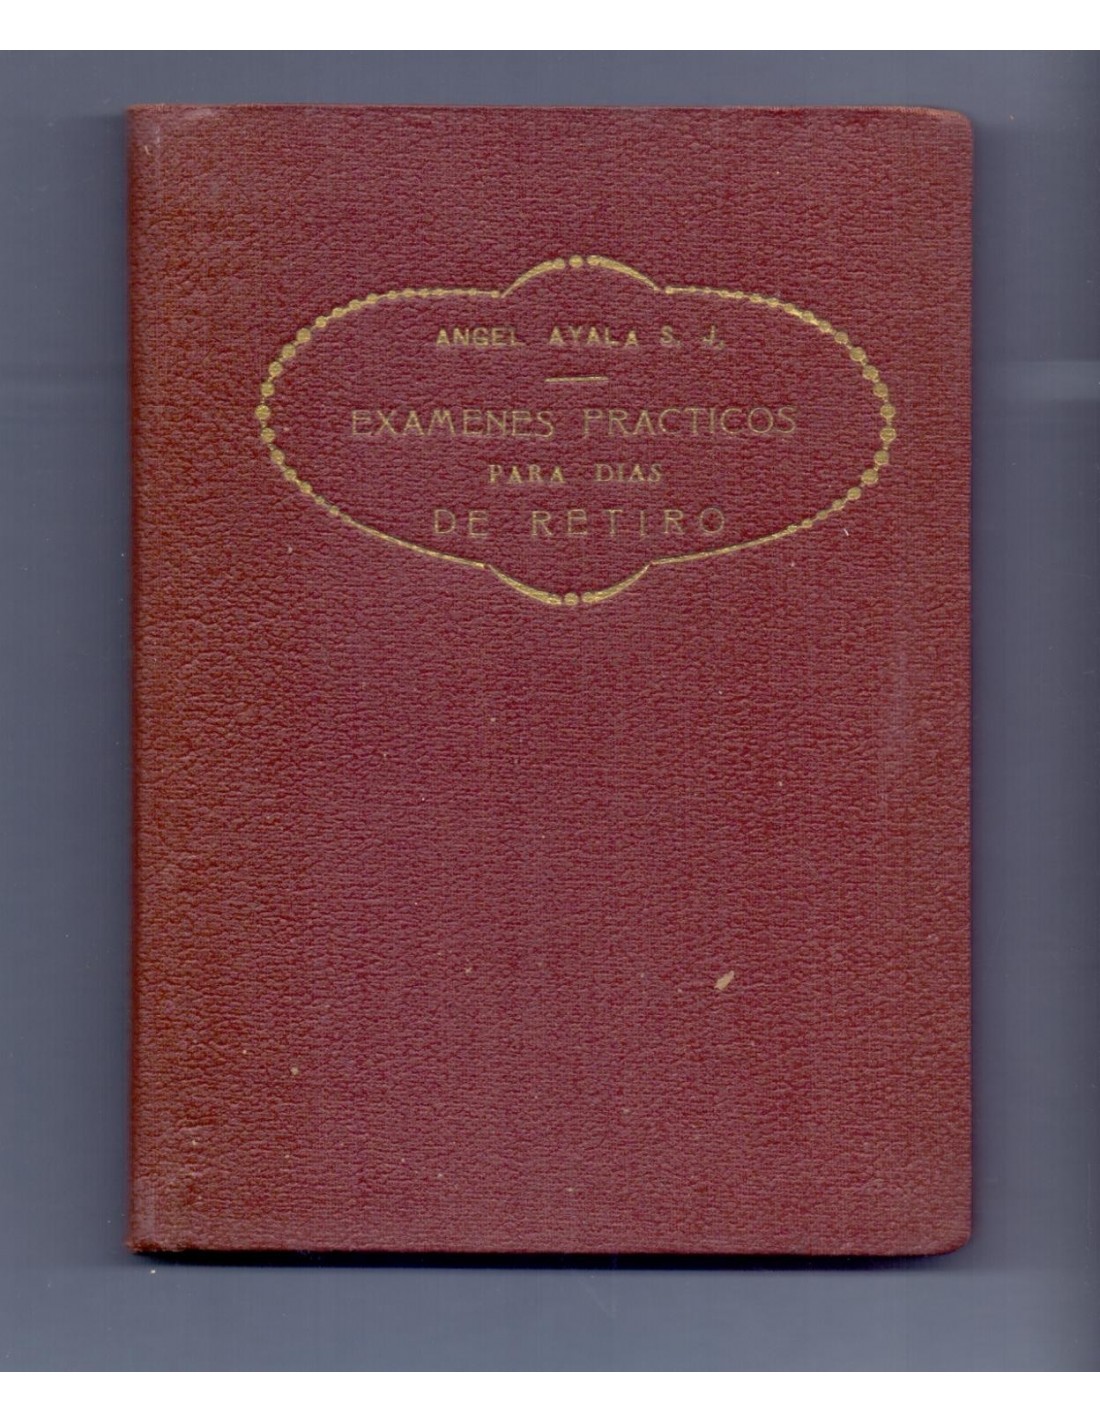 ANGEL AYALA S. J.
EXAMENES PRACTICOS
PARA DIAS
DE RETIRO